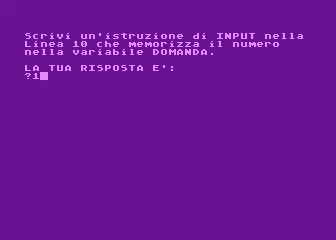 Scrivi un'istruzione di INPUT nella
Linea 10 che memorizza il numero
nella variabile DOMANDA.
LA TUA RISPOSTA E':
?1